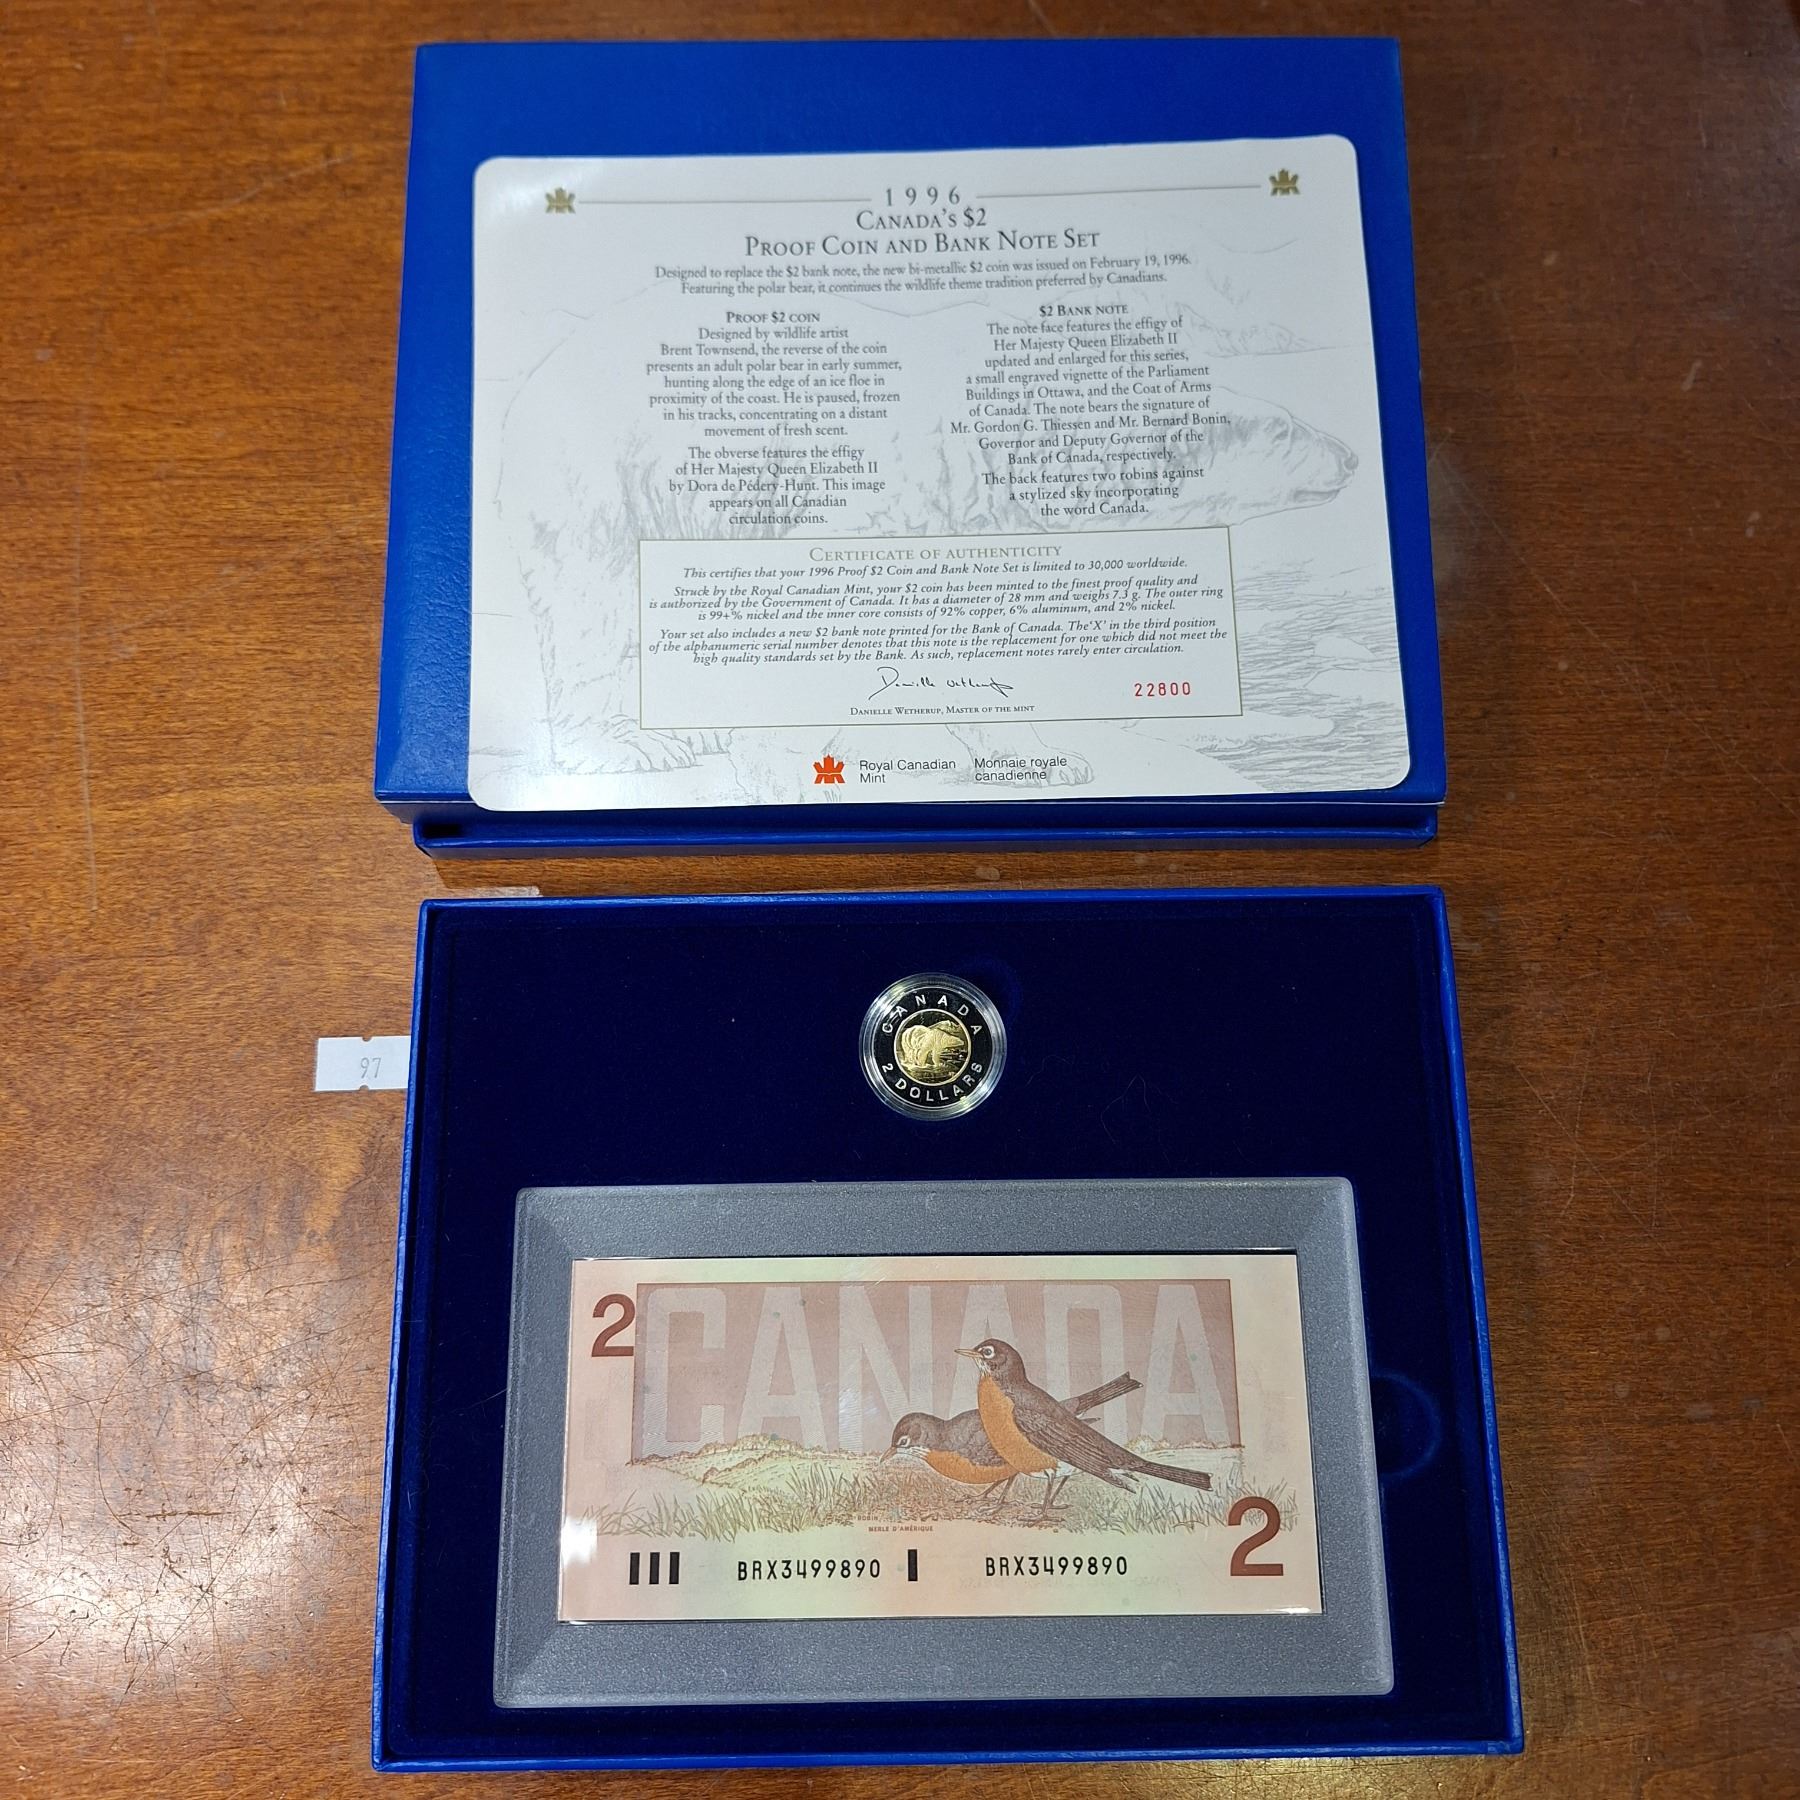 1996
CANADA'S $2
PROOF COIN AND BANK NOTE SET
Designed to replace the $2 bank note, the new bi-metallic $2 coin was issued on February 19, 1996.
Featuring the polar bear, it continues the wildlife theme tradition preferred by Canadians.
PROOF $2 COIN
Designed by wildlife artist
Brent Townsend, the reverse of the coin
presents an adult polar bear in early summer,
hunting along the edge of an ice floe in
proximity of the coast. He is paused, frozen
in his tracks, concentrating on a distant
movement of fresh scent.
The obverse features the effigy
of Her Majesty Queen Elizabeth II
by Dora de Pédery-Hunt. This image
appears on all Canadian
circulation coins.
$2 BANK NOTE
The note face features the effigy of
Her Majesty Queen Elizabeth II
updated and enlarged for this series,
a small engraved vignette of the Parliament
Buildings in Ottawa, and the Coat of Arms
of Canada. The note bears the signature of
Mr. Gordon G. Thiessen and Mr. Bernard Bonin,
Governor and Deputy Governor of the
Bank of Canada, respectively.
The back features two robins against
a stylized sky incorporating
the word Canada.
CERTIFICATE OF AUTHENTICITY
This certifies that your 1996 Proof $2 Coin and Bank Note Set is limited to 30,000 worldwide.
Struck by the Royal Canadian Mint, your $2 coin has been minted to the finest proof quality and
is authorized by the Government of Canada. It has a diameter of 28 mm and weighs 7.3 g. The outer ring
is 99+% nickel and the inner core consists of 92% copper, 6% aluminum, and 2% nickel.
Your set also includes a new $2 bank note printed for the Bank of Canada. The 'X' in the third position
of the alphanumeric serial number denotes that this note is the replacement for one which did not meet the
high quality standards set by the Bank. As such, replacement notes rarely enter circulation.
Danielle Wetherup
22800
DANIELLE WETHERUP, MASTER OF THE MINT
Royal Canadian Mint
Monnaie royale canadienne
97
CANADA
2 DOLLARS
2
CANADA
ROBIN
MERLE D'AMÉRIQUE
BRX3499890
BRX3499890
2